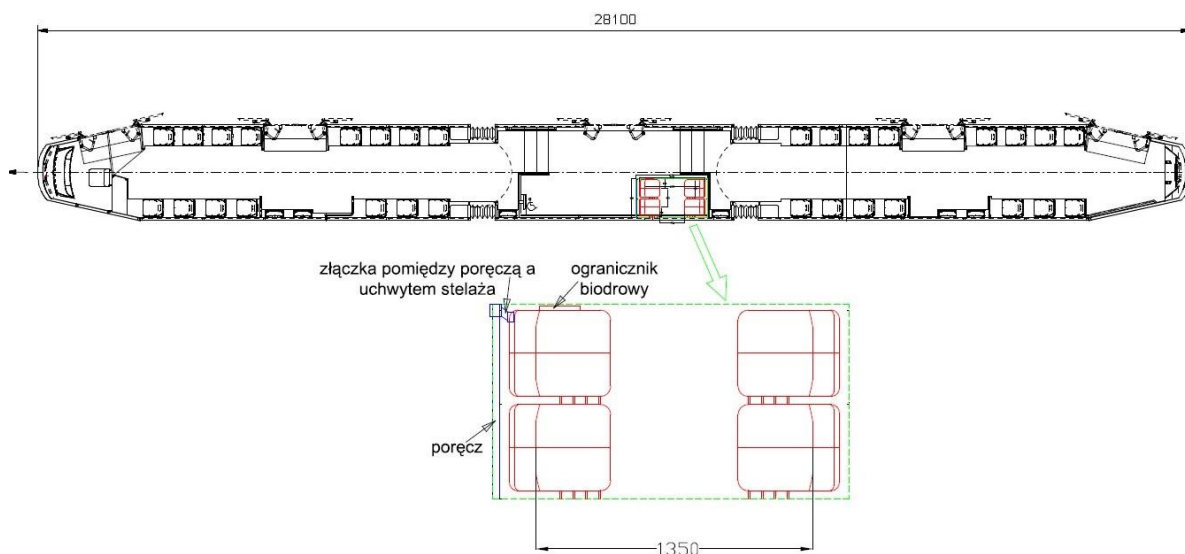 28100
złączka pomiędzy poręczą a
uchwytem stelaża
ogranicznik
biodrowy
poręcz
1350